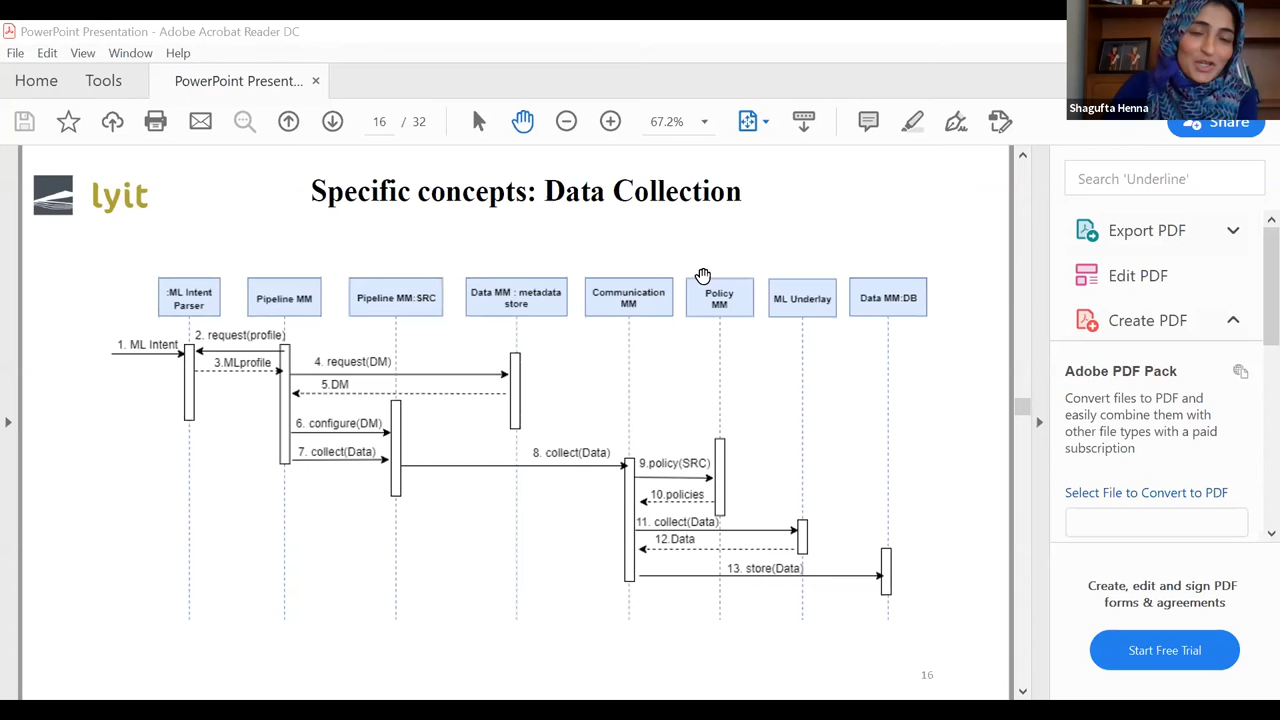 PowerPoint Presentation - Adobe Acrobat Reader DC
File Edit View Window Help
Home Tools PowerPoint Present... ×
16 / 32 67.2%
Shagufta Henna
Share
lyit
Specific concepts: Data Collection
:ML Intent
Parser
Pipeline MM
Pipeline MM:SRC
Data MM : metadata
store
Communication
MM
Policy
MM
ML Underlay
Data MM:DB
1. ML Intent
2. request(profile)
3.MLprofile
4. request(DM)
5.DM
6. configure(DM)
7. collect(Data)
8. collect(Data)
9.policy(SRC)
10.policies
11. collect(Data)
12.Data
13. store(Data)
16
Search 'Underline'
Export PDF
Edit PDF
Create PDF
Adobe PDF Pack
Convert files to PDF and
easily combine them with
other file types with a paid
subscription
Select File to Convert to PDF
Create, edit and sign PDF
forms & agreements
Start Free Trial